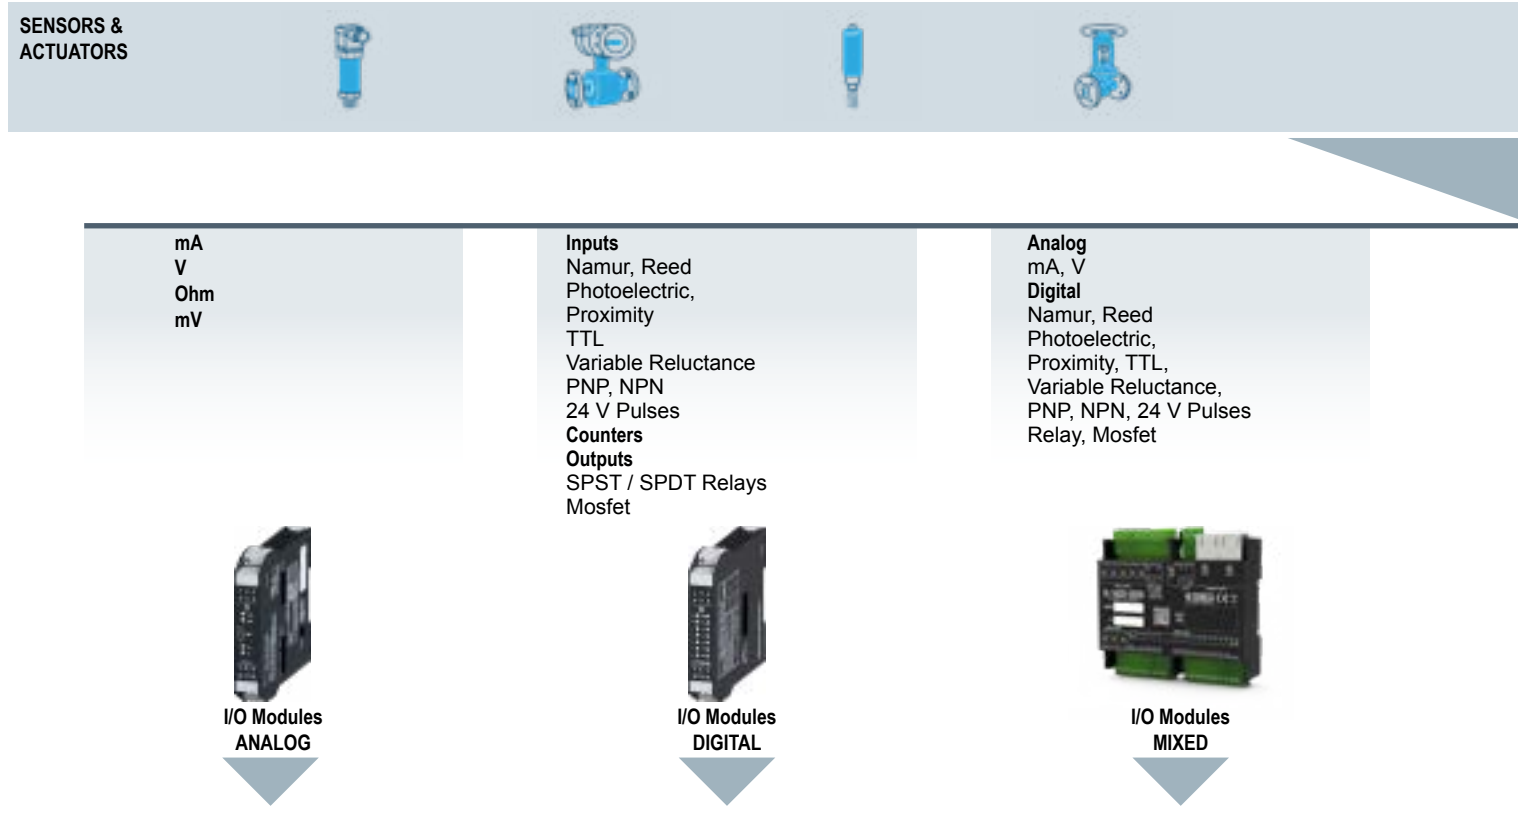 SENSORS &
ACTUATORS
mA
V
Ohm
mV
Inputs
Namur, Reed
Photoelectric,
Proximity
TTL
Variable Reluctance
PNP, NPN
24 V Pulses
Counters
Outputs
SPST / SPDT Relays
Mosfet
Analog
mA, V
Digital
Namur, Reed
Photoelectric,
Proximity, TTL,
Variable Reluctance,
PNP, NPN, 24 V Pulses
Relay, Mosfet
I/O Modules
ANALOG
I/O Modules
DIGITAL
I/O Modules
MIXED